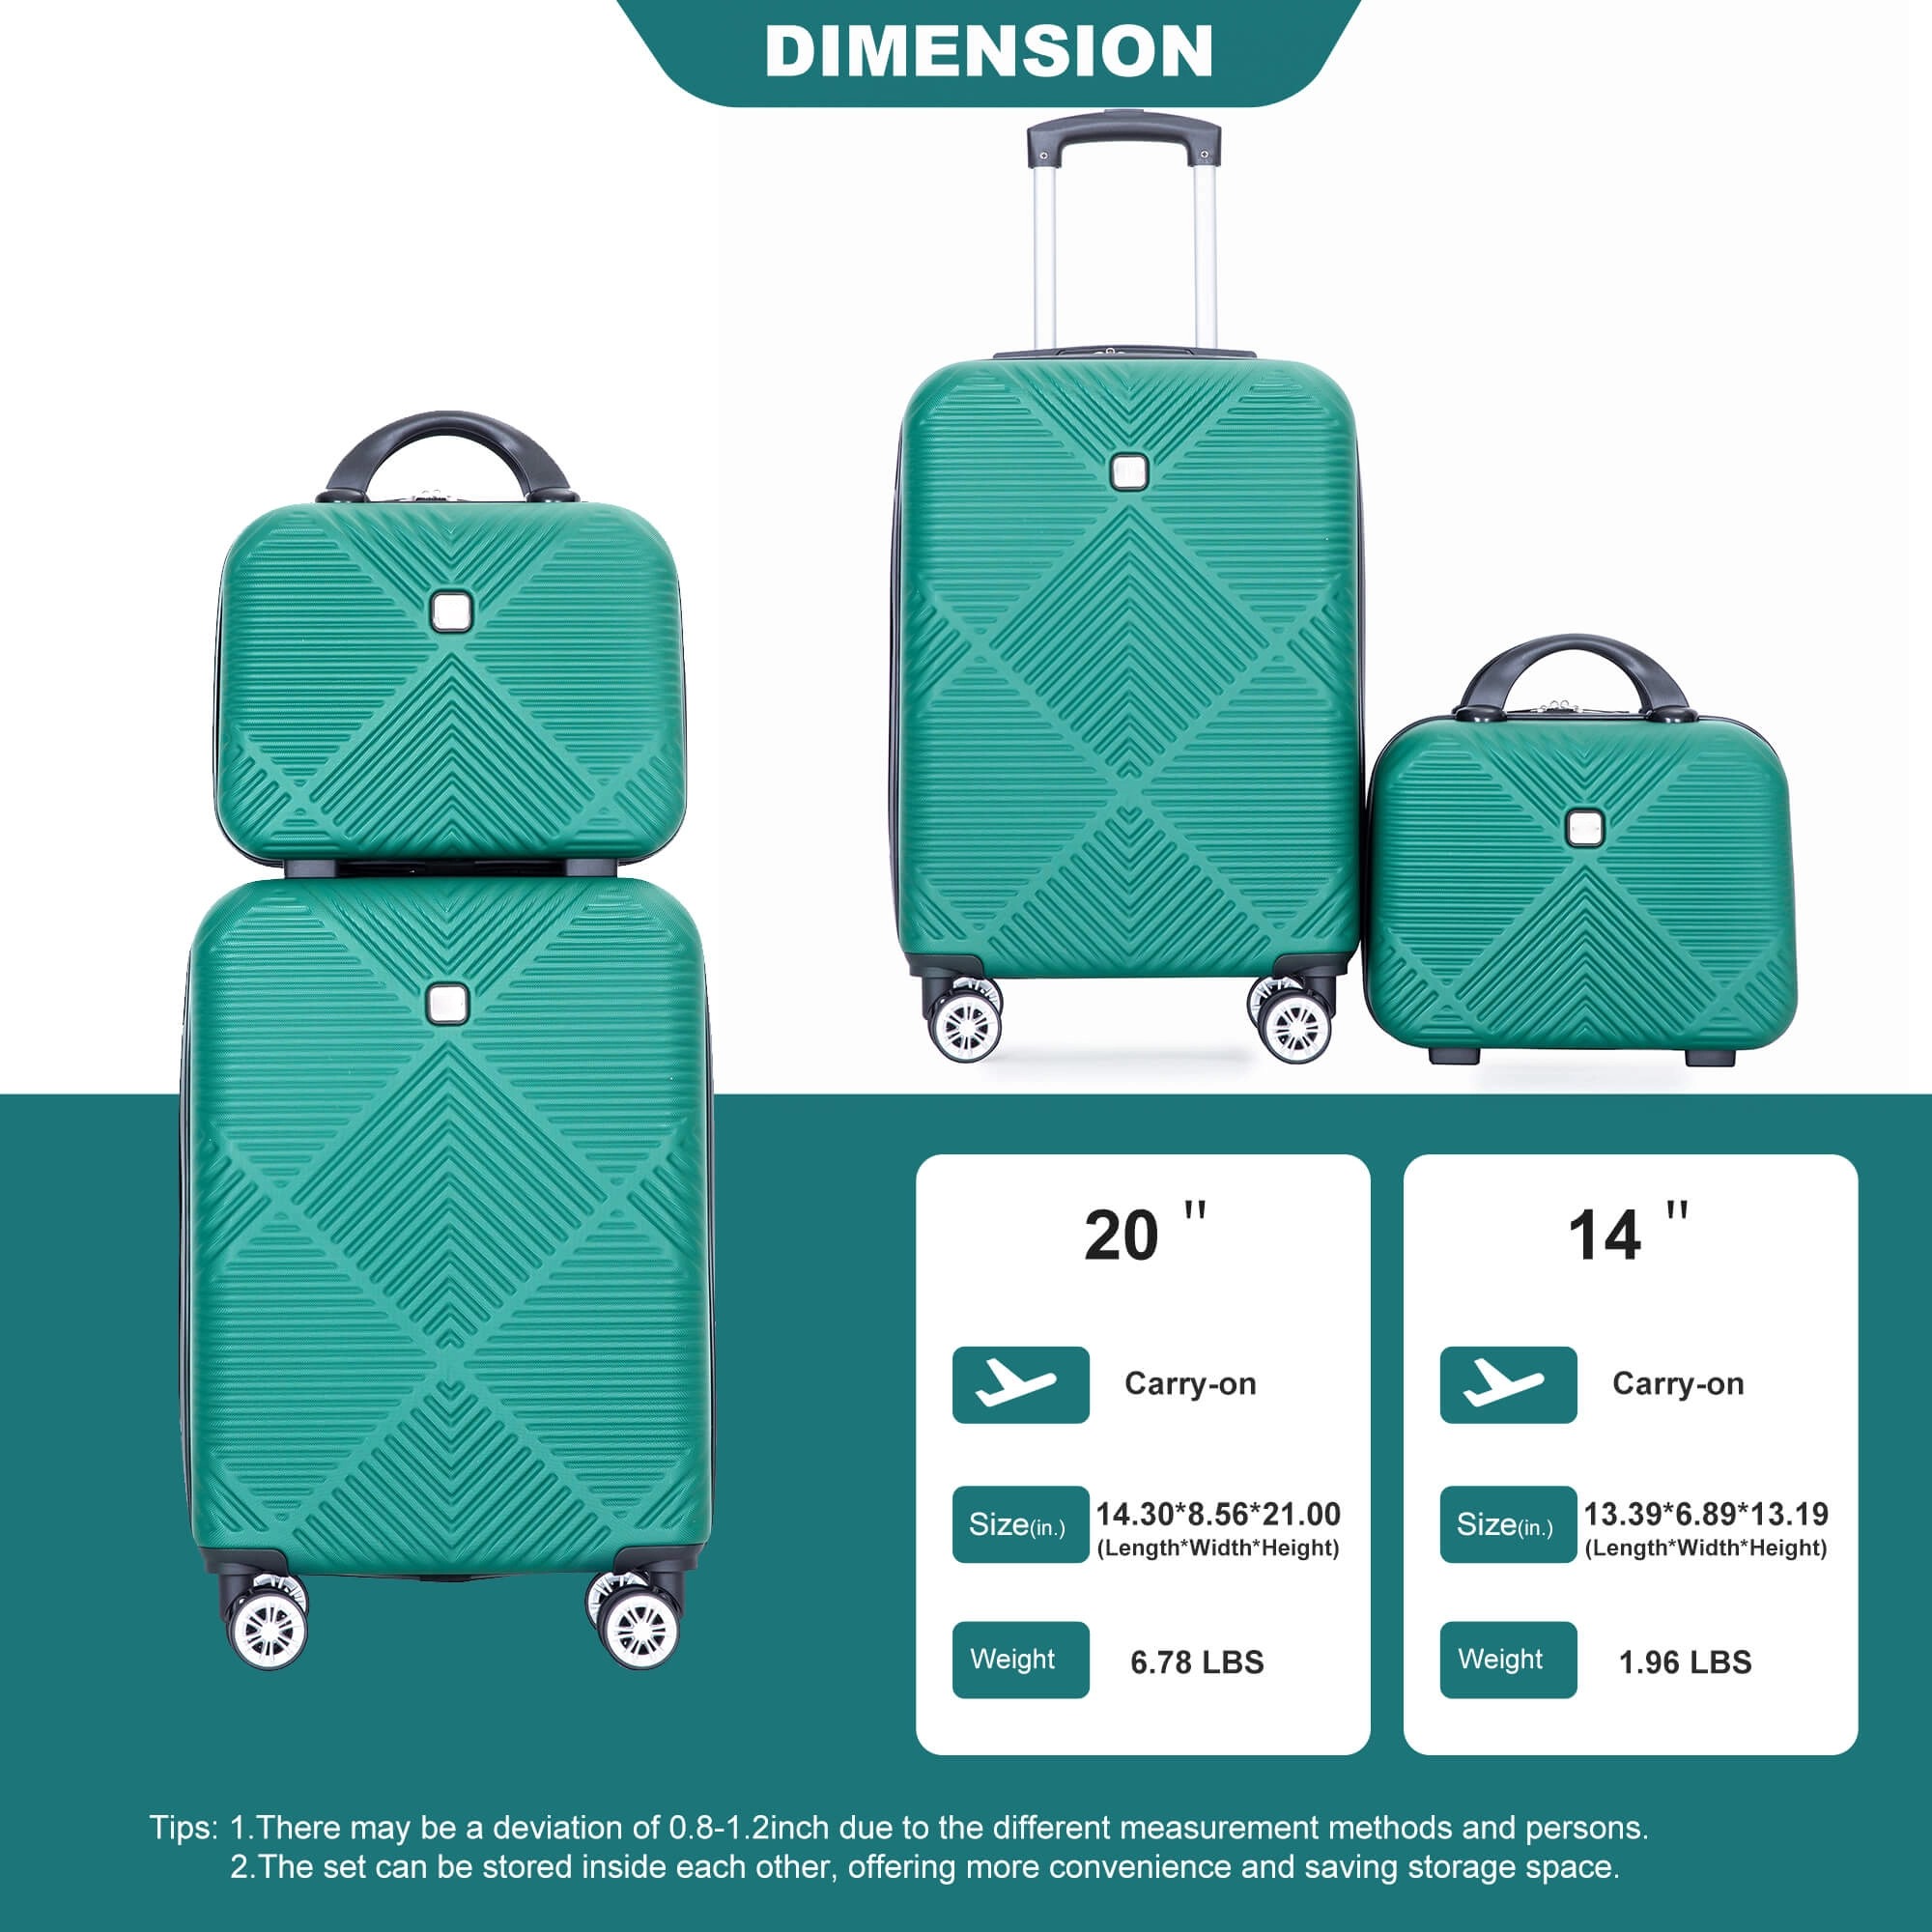 DIMENSION
20 "
Carry-on
Size(in.) 14.30*8.56*21.00
(Length*Width*Height)
Weight 6.78 LBS
14 "
Carry-on
Size(in.) 13.39*6.89*13.19
(Length*Width*Height)
Weight 1.96 LBS
Tips: 1.There may be a deviation of 0.8-1.2inch due to the different measurement methods and persons.
2.The set can be stored inside each other, offering more convenience and saving storage space.